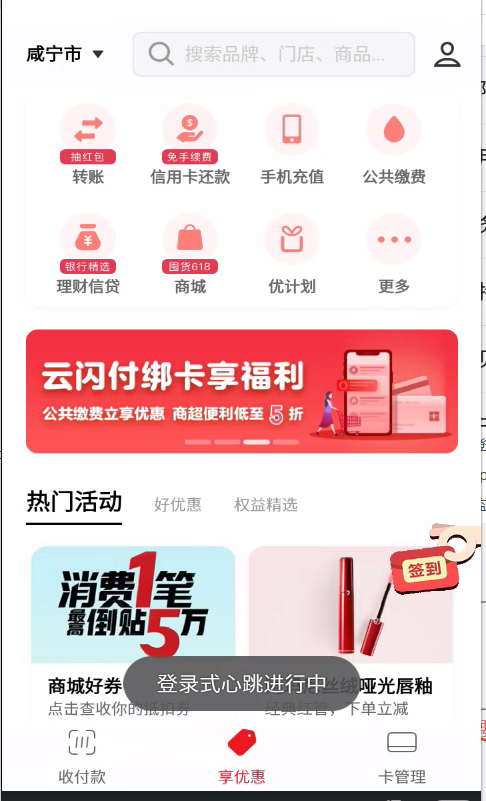 咸宁市
搜索品牌、门店、商品...
抽红包
免手续费
转账
信用卡还款
手机充值
公共缴费
银行精选
囤货618
理财信贷
商城
优计划
更多
云闪付绑卡享福利
公共缴费立享优惠 商超便利低至5折
热门活动
好优惠
权益精选
签到
消费1笔
最高倒贴5万
登录式心跳进行中
商城好券
丝绒哑光唇釉
点击查收你的抵扣券
经典红管，下单立减
收付款
享优惠
卡管理